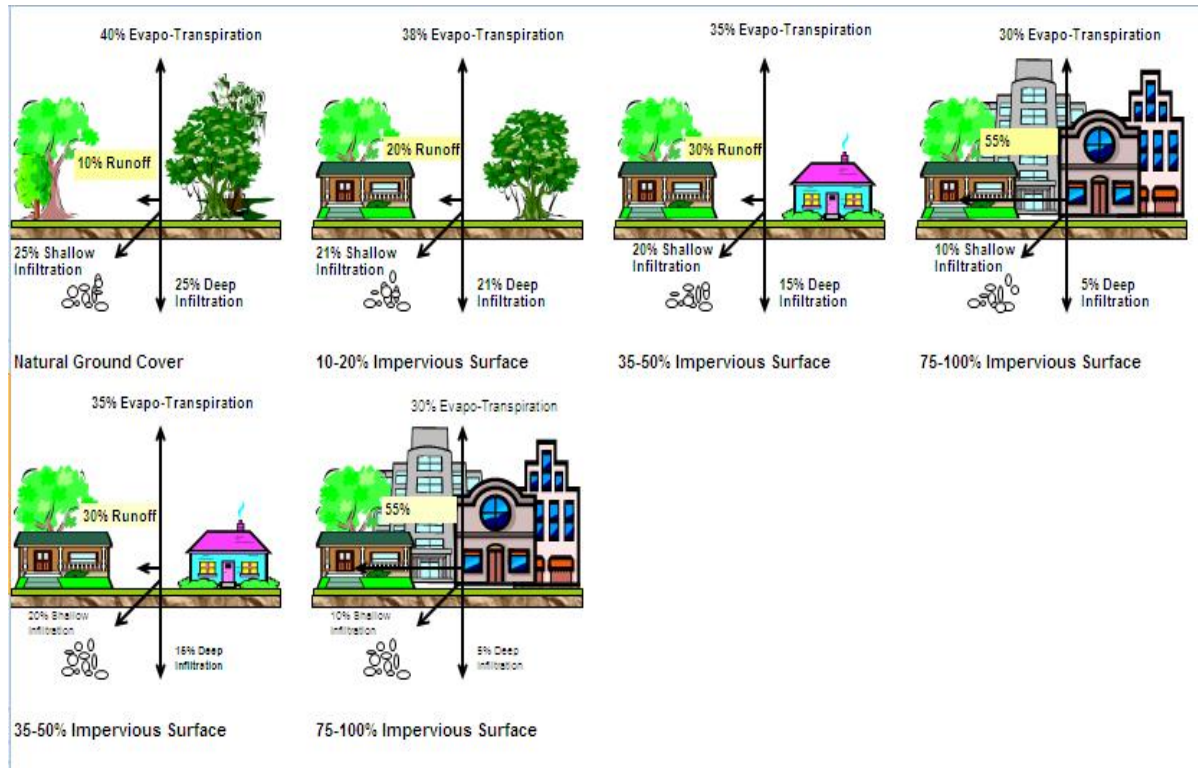 40% Evapo-Transpiration
10% Runoff
25% Shallow
Infiltration
25% Deep
Infiltration
Natural Ground Cover
38% Evapo-Transpiration
20% Runoff
21% Shallow
Infiltration
21% Deep
Infiltration
10-20% Impervious Surface
35% Evapo-Transpiration
30% Runoff
20% Shallow
Infiltration
15% Deep
Infiltration
35-50% Impervious Surface
30% Evapo-Transpiration
55%
10% Shallow
Infiltration
5% Deep
Infiltration
75-100% Impervious Surface
35% Evapo-Transpiration
30% Runoff
20% Shallow
Infiltration
15% Deep
Infiltration
35-50% Impervious Surface
30% Evapo-Transpiration
55%
10% Shallow
Infiltration
5% Deep
Infiltration
75-100% Impervious Surface